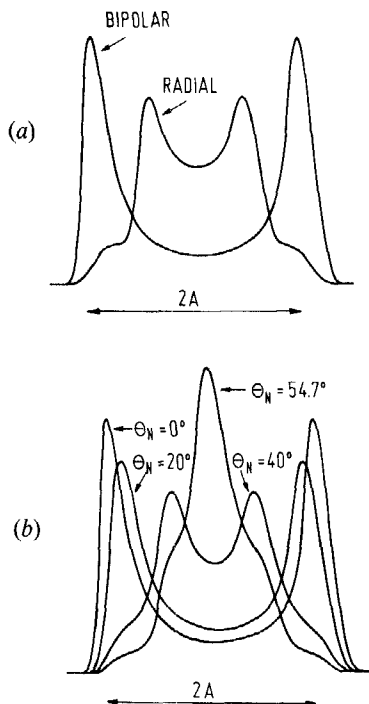 BIPOLAR
RADIAL
(a)
2A
Θ_N = 54.7°
Θ_N = 0°
Θ_N = 20°
Θ_N = 40°
(b)
2A